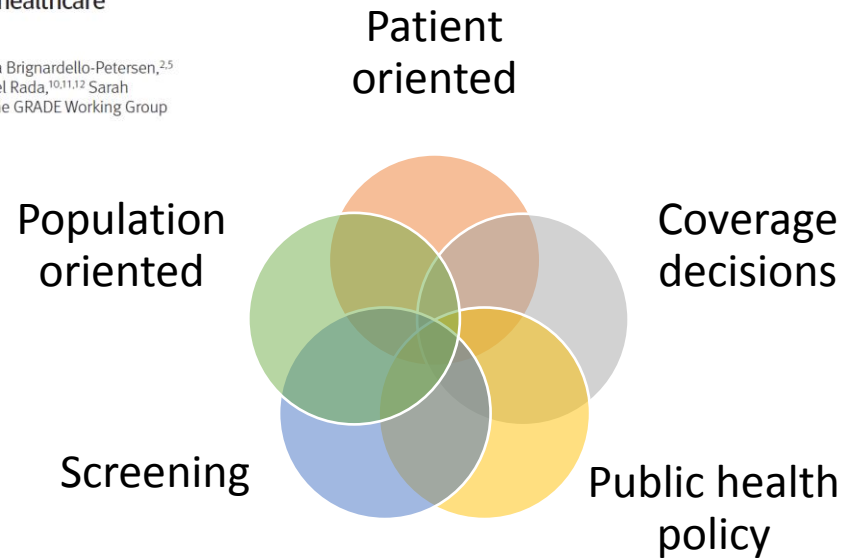 healthcare
Brignardello-Petersen,2,5
Rada,10,11,12 Sarah
GRADE Working Group
Patient
oriented
Population
oriented
Coverage
decisions
Screening
Public health
policy